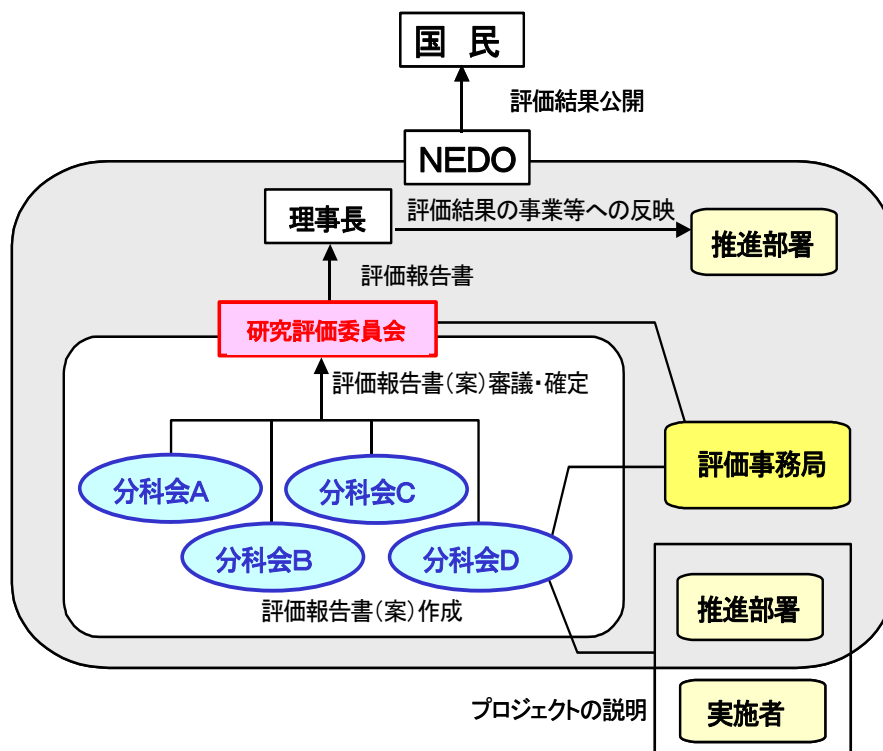 国　民
評価結果公開
NEDO
理事長
評価結果の事業等への反映
推進部署
評価報告書
研究評価委員会
評価報告書(案)審議・確定
評価事務局
分科会A
分科会C
分科会B
分科会D
評価報告書(案)作成
推進部署
プロジェクトの説明
実施者